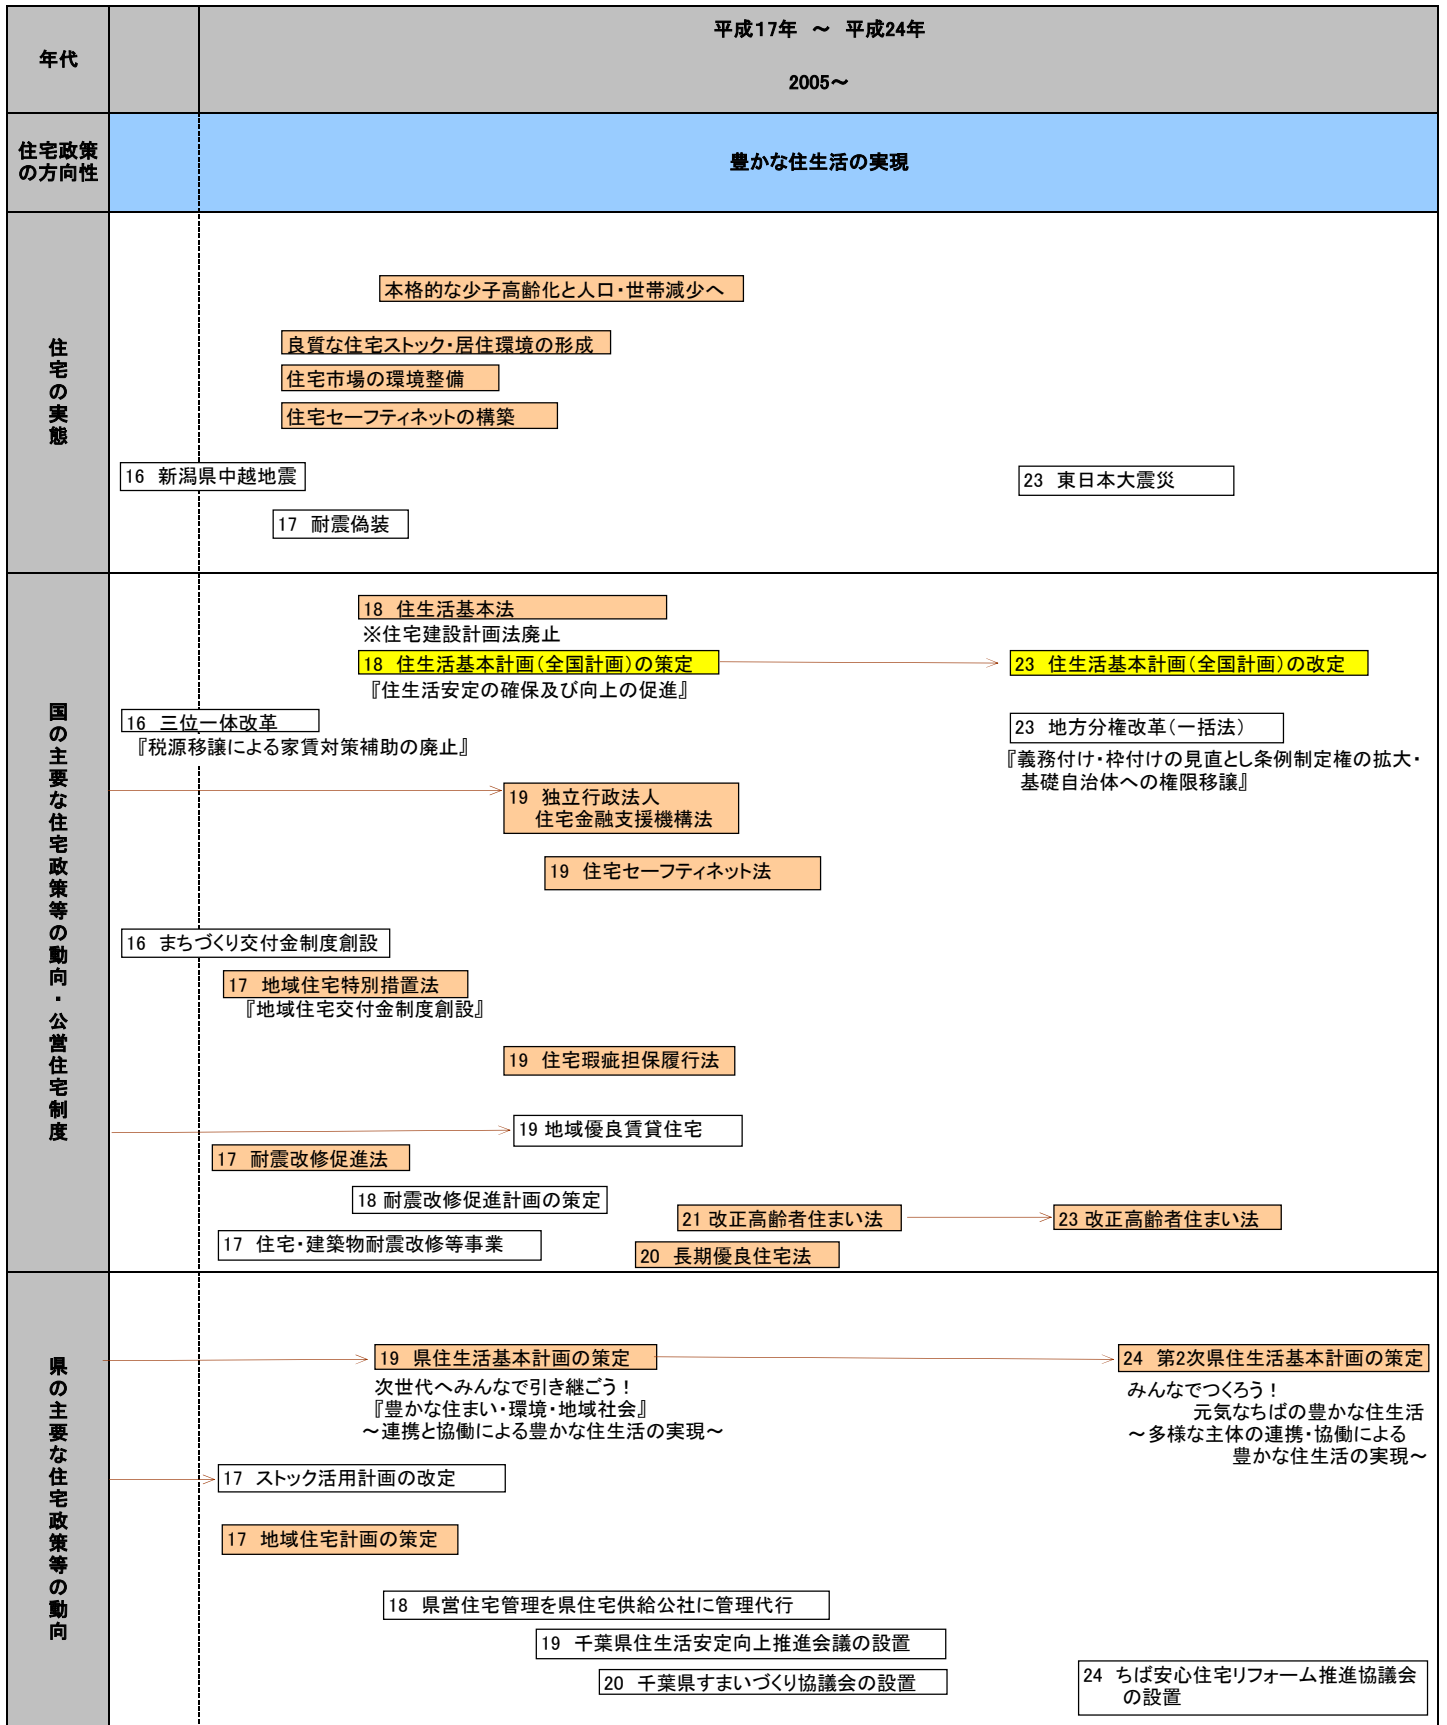 年代
平成17年 ～ 平成24年
2005～
住宅政策
の方向性
豊かな住生活の実現
住宅の実態
本格的な少子高齢化と人口・世帯減少へ
良質な住宅ストック・居住環境の形成
住宅市場の環境整備
住宅セーフティネットの構築
16 新潟県中越地震
23 東日本大震災
17 耐震偽装
国の主要な住宅政策等の動向・公営住宅制度
18 住生活基本法
※住宅建設計画法廃止
18 住生活基本計画（全国計画）の策定
23 住生活基本計画（全国計画）の改定
『住生活安定の確保及び向上の促進』
16 三位一体改革
『税源移譲による家賃対策補助の廃止』
23 地方分権改革（一括法）
『義務付け・枠付けの見直とし条例制定権の拡大・
基礎自治体への権限移譲』
19 独立行政法人
住宅金融支援機構法
19 住宅セーフティネット法
16 まちづくり交付金制度創設
17 地域住宅特別措置法
『地域住宅交付金制度創設』
19 住宅瑕疵担保履行法
19 地域優良賃貸住宅
17 耐震改修促進法
18 耐震改修促進計画の策定
21 改正高齢者住まい法
23 改正高齢者住まい法
17 住宅・建築物耐震改修等事業
20 長期優良住宅法
県の主要な住宅政策等の動向
19 県住生活基本計画の策定
次世代へみんなで引き継ごう！
『豊かな住まい・環境・地域社会』
～連携と協働による豊かな住生活の実現～
24 第2次県住生活基本計画の策定
みんなでつくろう！
元気なちばの豊かな住生活
～多様な主体の連携・協働による
豊かな住生活の実現～
17 ストック活用計画の改定
17 地域住宅計画の策定
18 県営住宅管理を県住宅供給公社に管理代行
19 千葉県住生活安定向上推進会議の設置
20 千葉県すまいづくり協議会の設置
24 ちば安心住宅リフォーム推進協議会
の設置